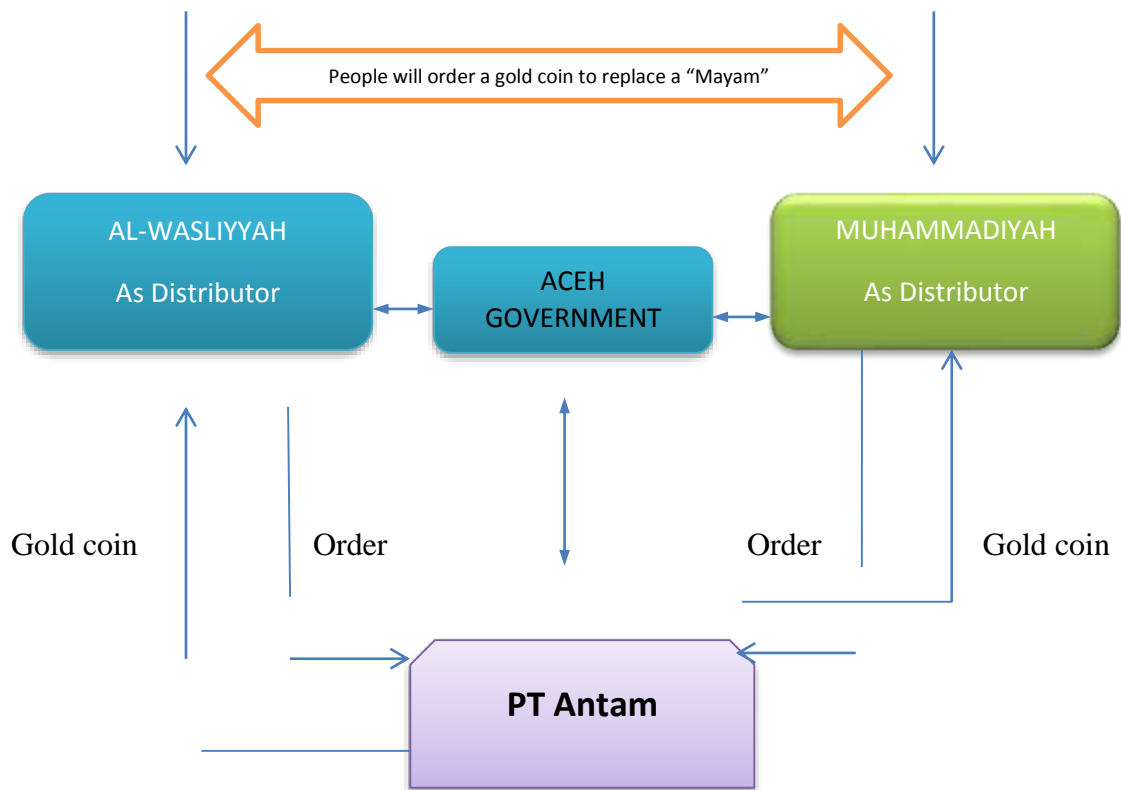 People will order a gold coin to replace a “Mayam”
AL-WASLIYYAH
As Distributor
ACEH
GOVERNMENT
MUHAMMADIYAH
As Distributor
Gold coin
Order
Order
Gold coin
PT Antam